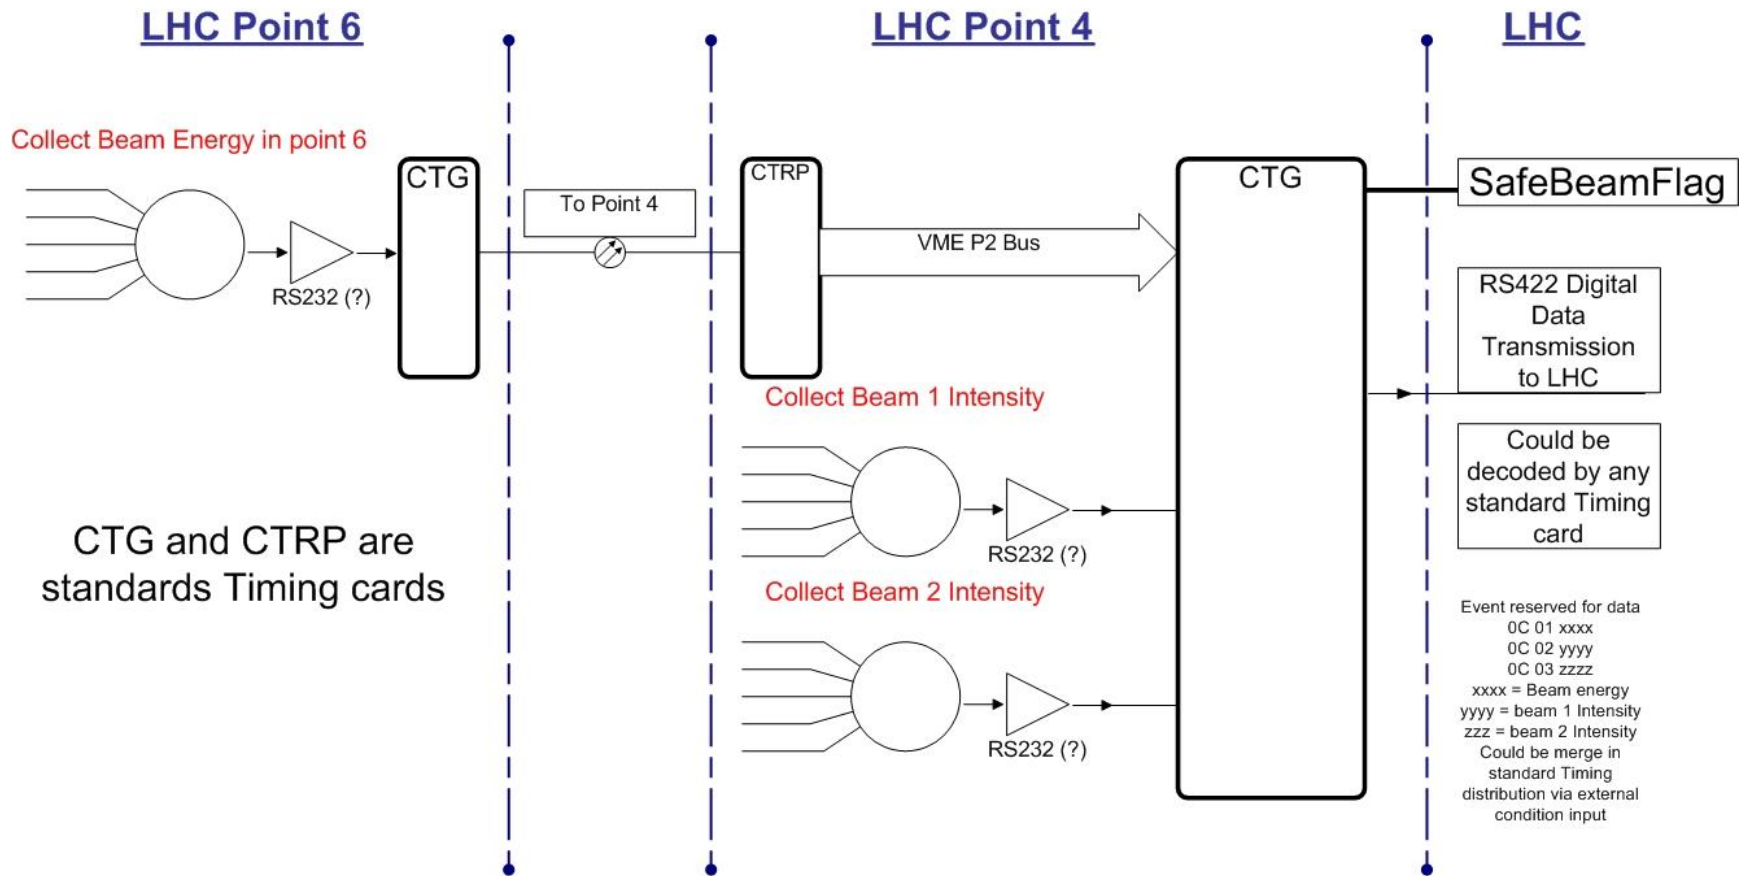 LHC Point 6
LHC Point 4
LHC
Collect Beam Energy in point 6
CTG
RS232 (?)
To Point 4
CTRP
VME P2 Bus
CTG
SafeBeamFlag
RS422 Digital
Data
Transmission
to LHC
Collect Beam 1 Intensity
RS232 (?)
Could be
decoded by any
standard Timing
card
CTG and CTRP are
standards Timing cards
Collect Beam 2 Intensity
RS232 (?)
Event reserved for data
0C 01 xxxx
0C 02 yyyy
0C 03 zzzz
xxxx = Beam energy
yyyy = beam 1 Intensity
zzz = beam 2 Intensity
Could be merge in
standard Timing
distribution via external
condition input